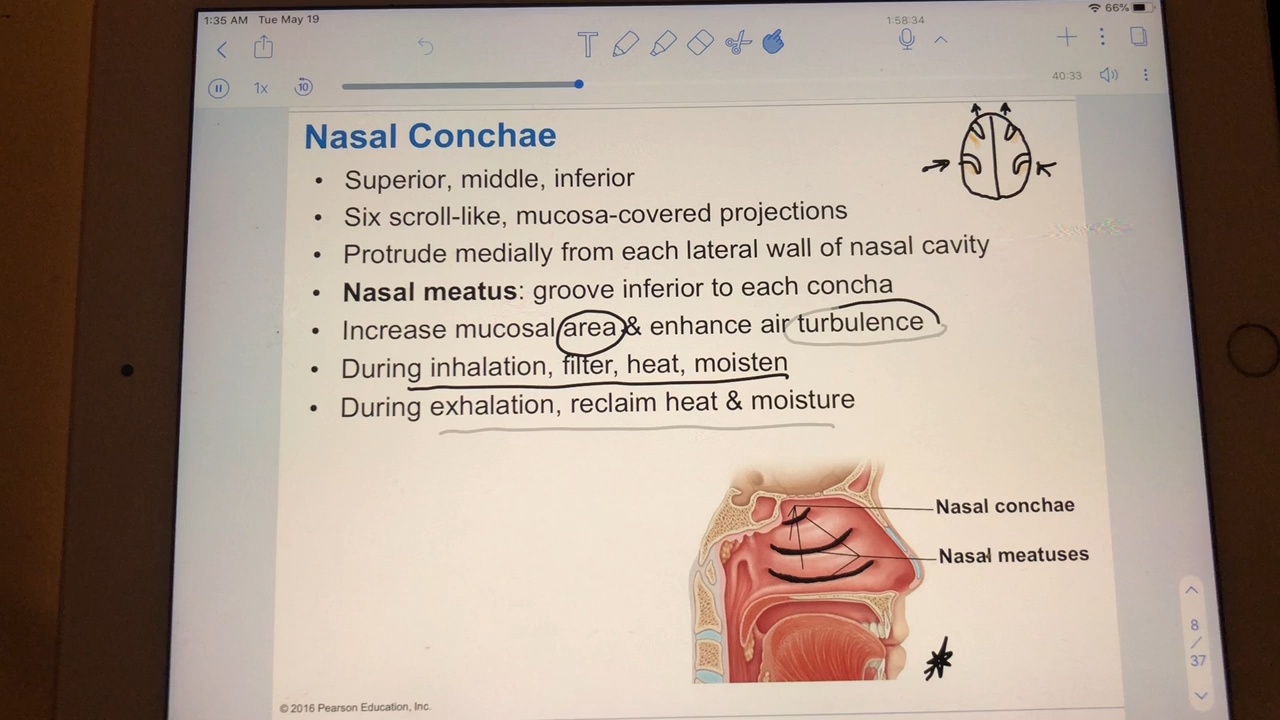 1:35 AM Tue May 19
66%
1:58:34
T
1x
10
40:33
Nasal Conchae
• Superior, middle, inferior
• Six scroll-like, mucosa-covered projections
• Protrude medially from each lateral wall of nasal cavity
• Nasal meatus: groove inferior to each concha
• Increase mucosal area & enhance air turbulence
• During inhalation, filter, heat, moisten
• During exhalation, reclaim heat & moisture
Nasal conchae
Nasal meatuses
8
/
37
© 2016 Pearson Education, Inc.